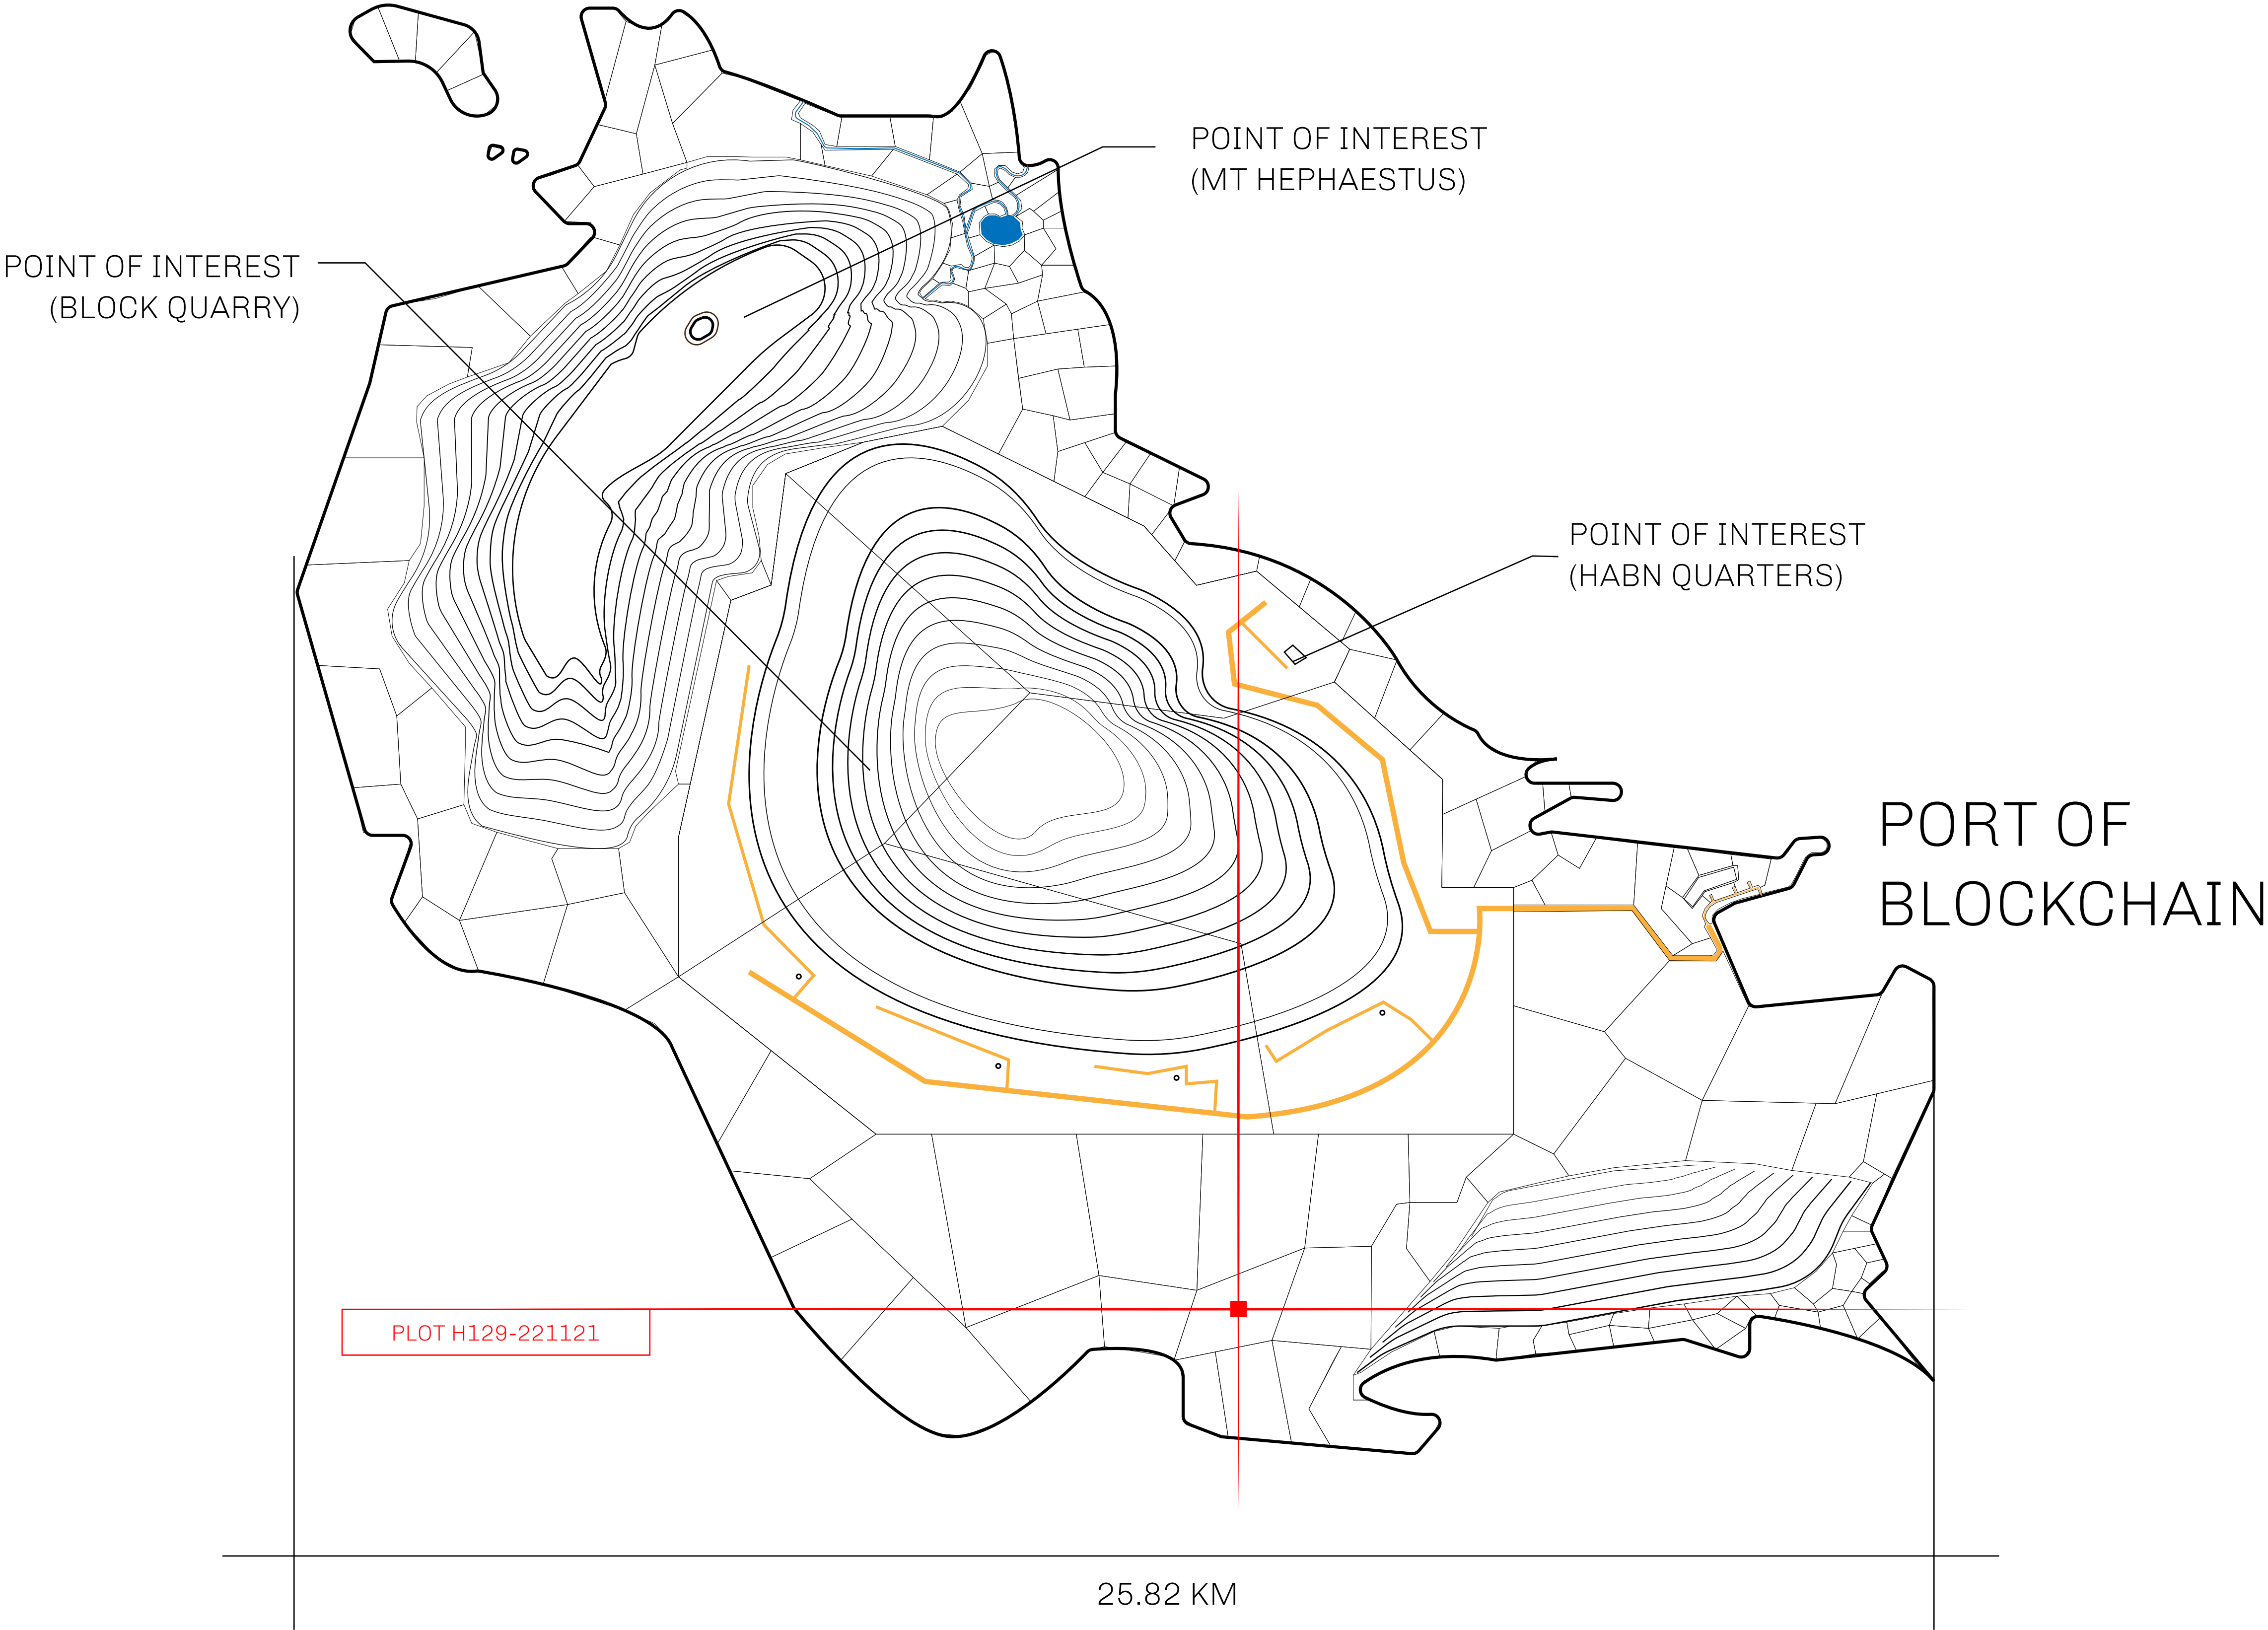 POINT OF INTEREST
(MT HEPHAESTUS)
POINT OF INTEREST
(BLOCK QUARRY)
POINT OF INTEREST
(HABN QUARTERS)
PORT OF
BLOCKCHAIN
PLOT H129-221121
25.82 KM